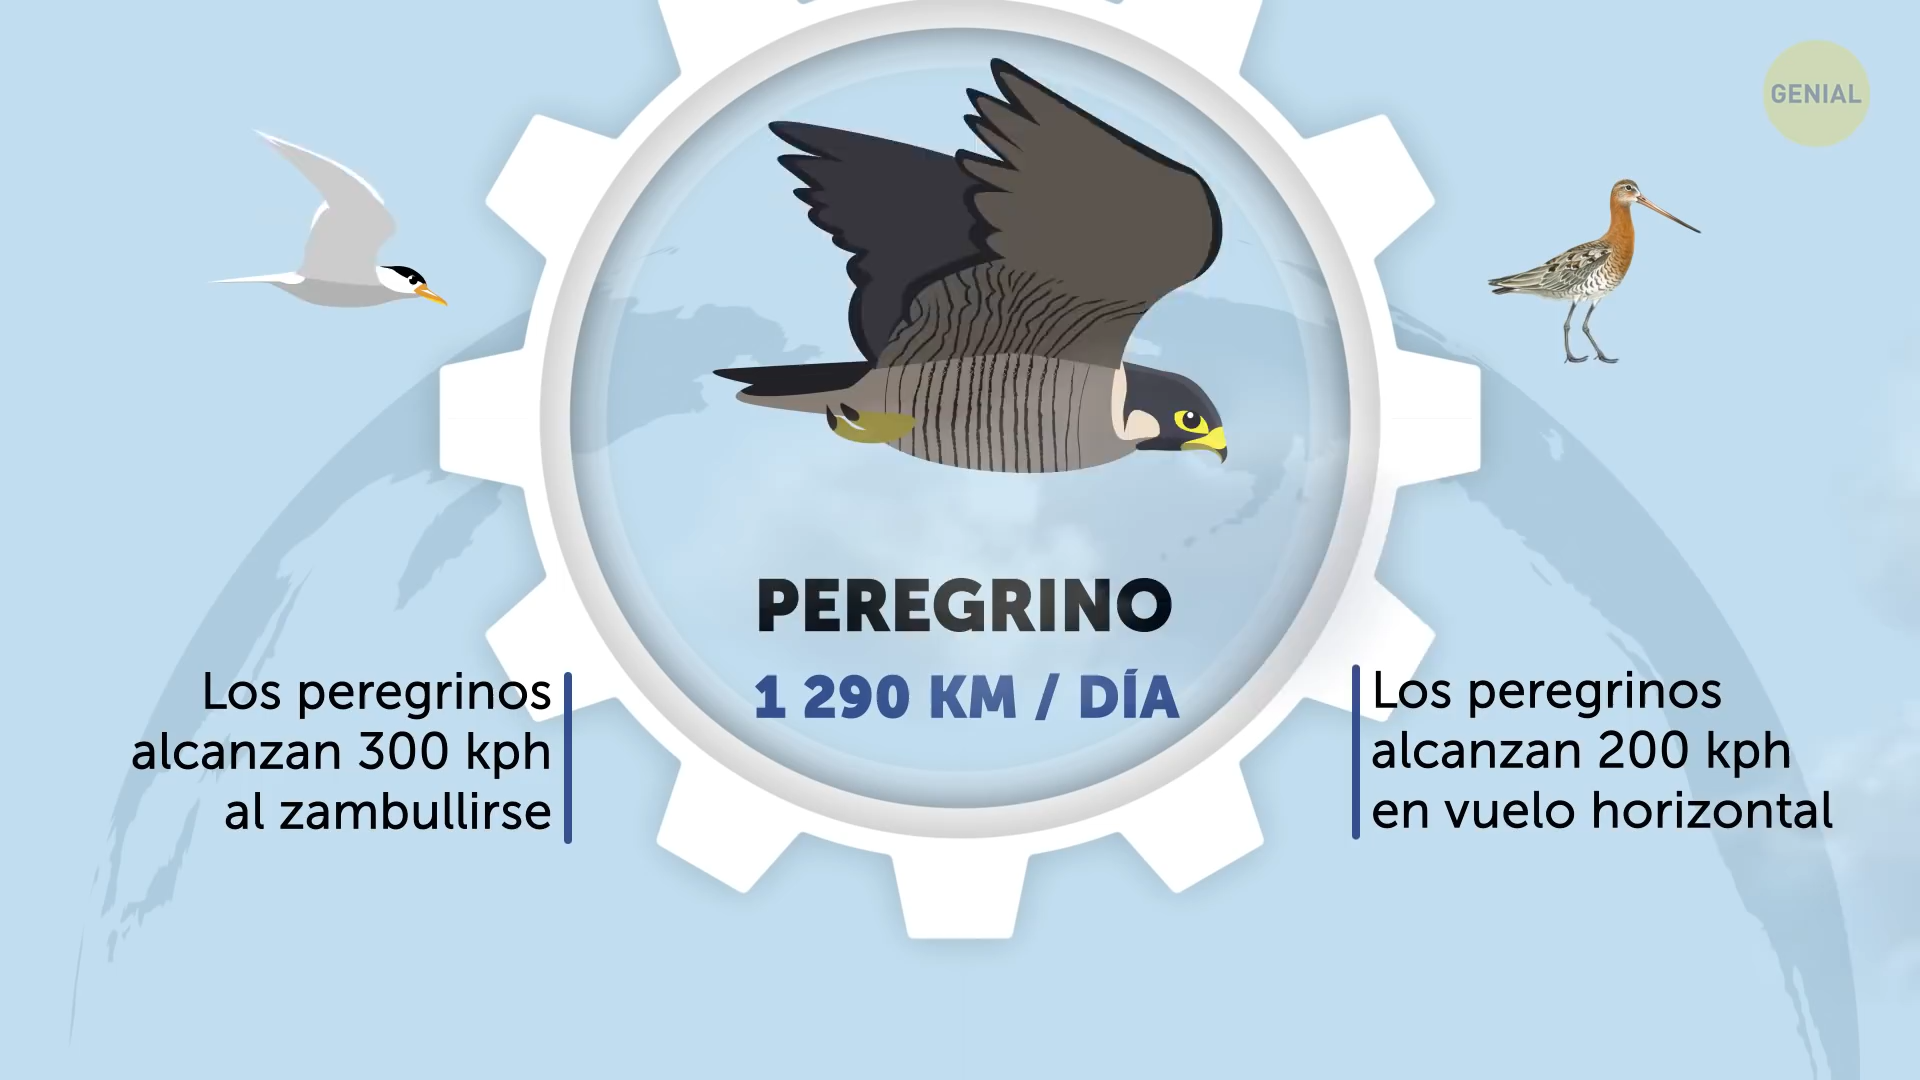 GENIAL
PEREGRINO
1 290 KM / DÍA
Los peregrinos
alcanzan 300 kph
al zambullirse
Los peregrinos
alcanzan 200 kph
en vuelo horizontal